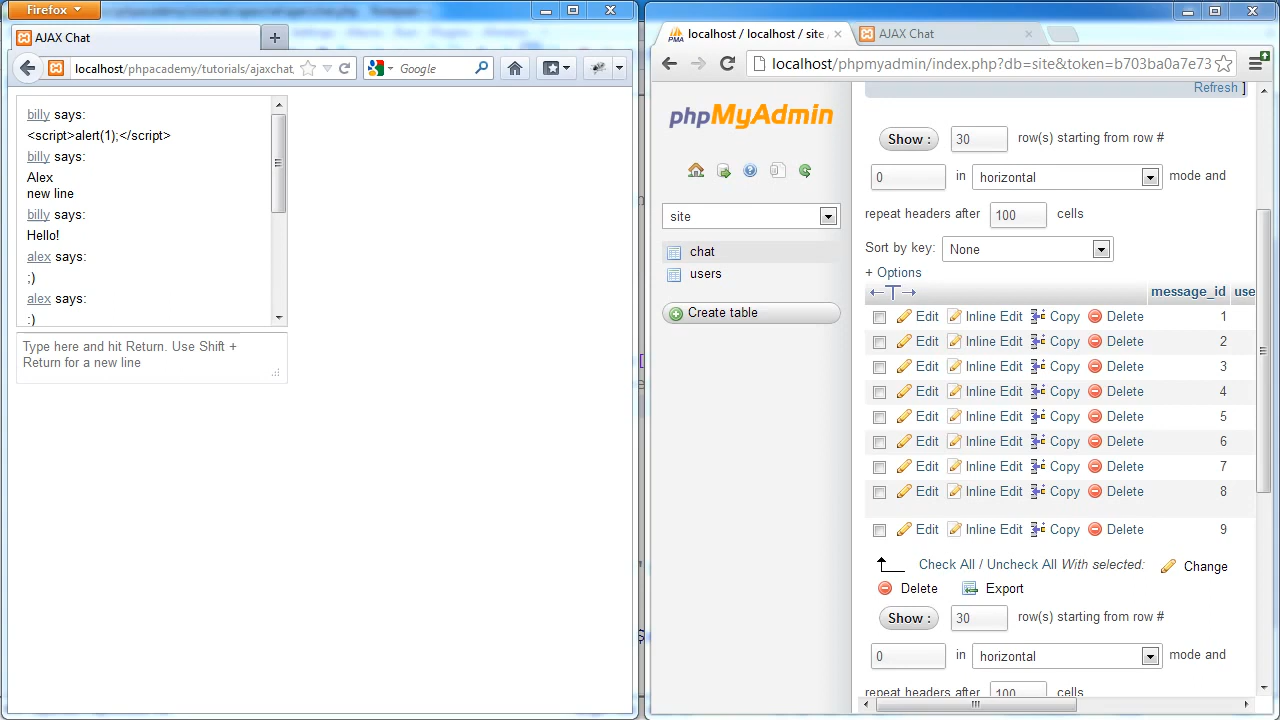 Firefox
AJAX Chat
localhost/phpacademy/tutorials/ajaxchat
Google
billy says:
<script>alert(1);</script>
billy says:
Alex
new line
billy says:
Hello!
alex says:
;)
alex says:
:)
Type here and hit Return. Use Shift +
Return for a new line
localhost / localhost / site
AJAX Chat
localhost/phpmyadmin/index.php?db=site&token=b703ba0a7e73
phpMyAdmin
site
chat
users
Create table
Refresh ]
Show : 30 row(s) starting from row #
0 in horizontal mode and
repeat headers after 100 cells
Sort by key: None
+ Options
←T→ message_id use
Edit Inline Edit Copy Delete 1
Edit Inline Edit Copy Delete 2
Edit Inline Edit Copy Delete 3
Edit Inline Edit Copy Delete 4
Edit Inline Edit Copy Delete 5
Edit Inline Edit Copy Delete 6
Edit Inline Edit Copy Delete 7
Edit Inline Edit Copy Delete 8
Edit Inline Edit Copy Delete 9
Check All / Uncheck All With selected: Change
Delete Export
Show : 30 row(s) starting from row #
0 in horizontal mode and
repeat headers after 100 cells